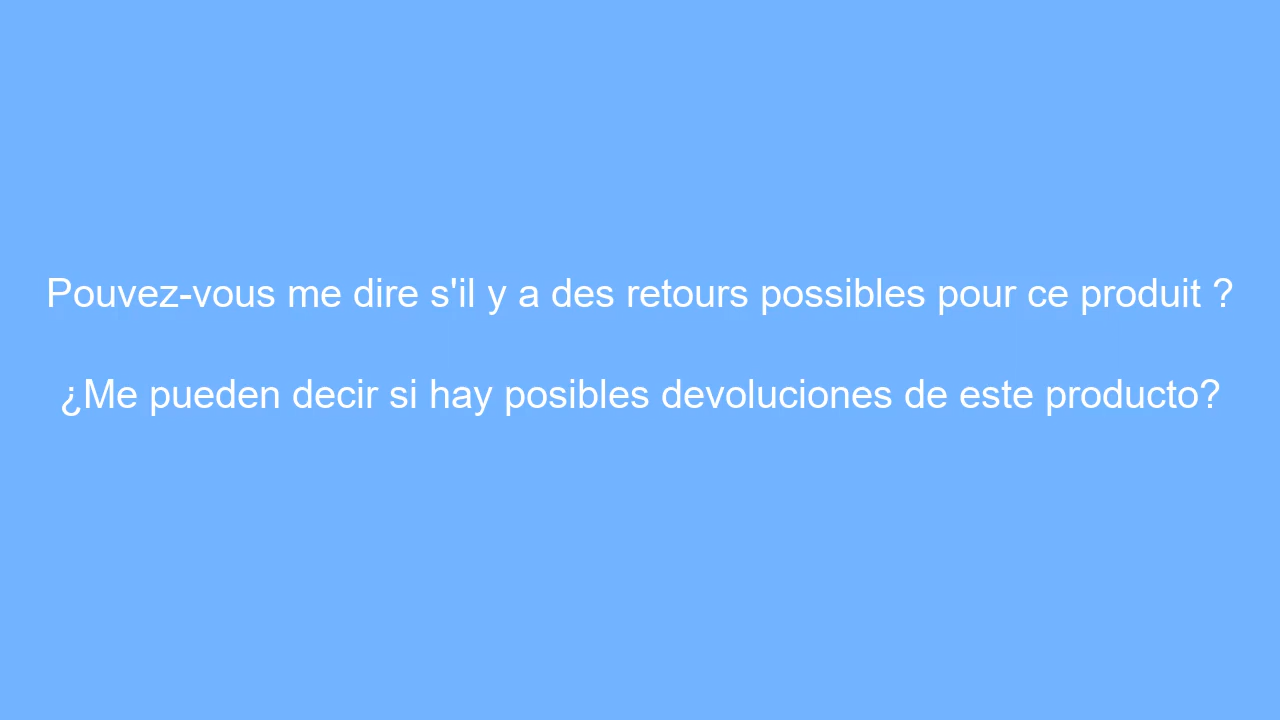 Pouvez-vous me dire s'il y a des retours possibles pour ce produit ?
¿Me pueden decir si hay posibles devoluciones de este producto?